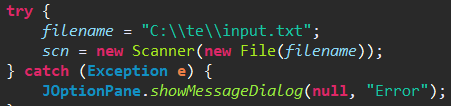 try {
    filename = "C:\\te\\input.txt";
    scn = new Scanner(new File(filename));
} catch (Exception e) {
    JOptionPane.showMessageDialog(null, "Error");